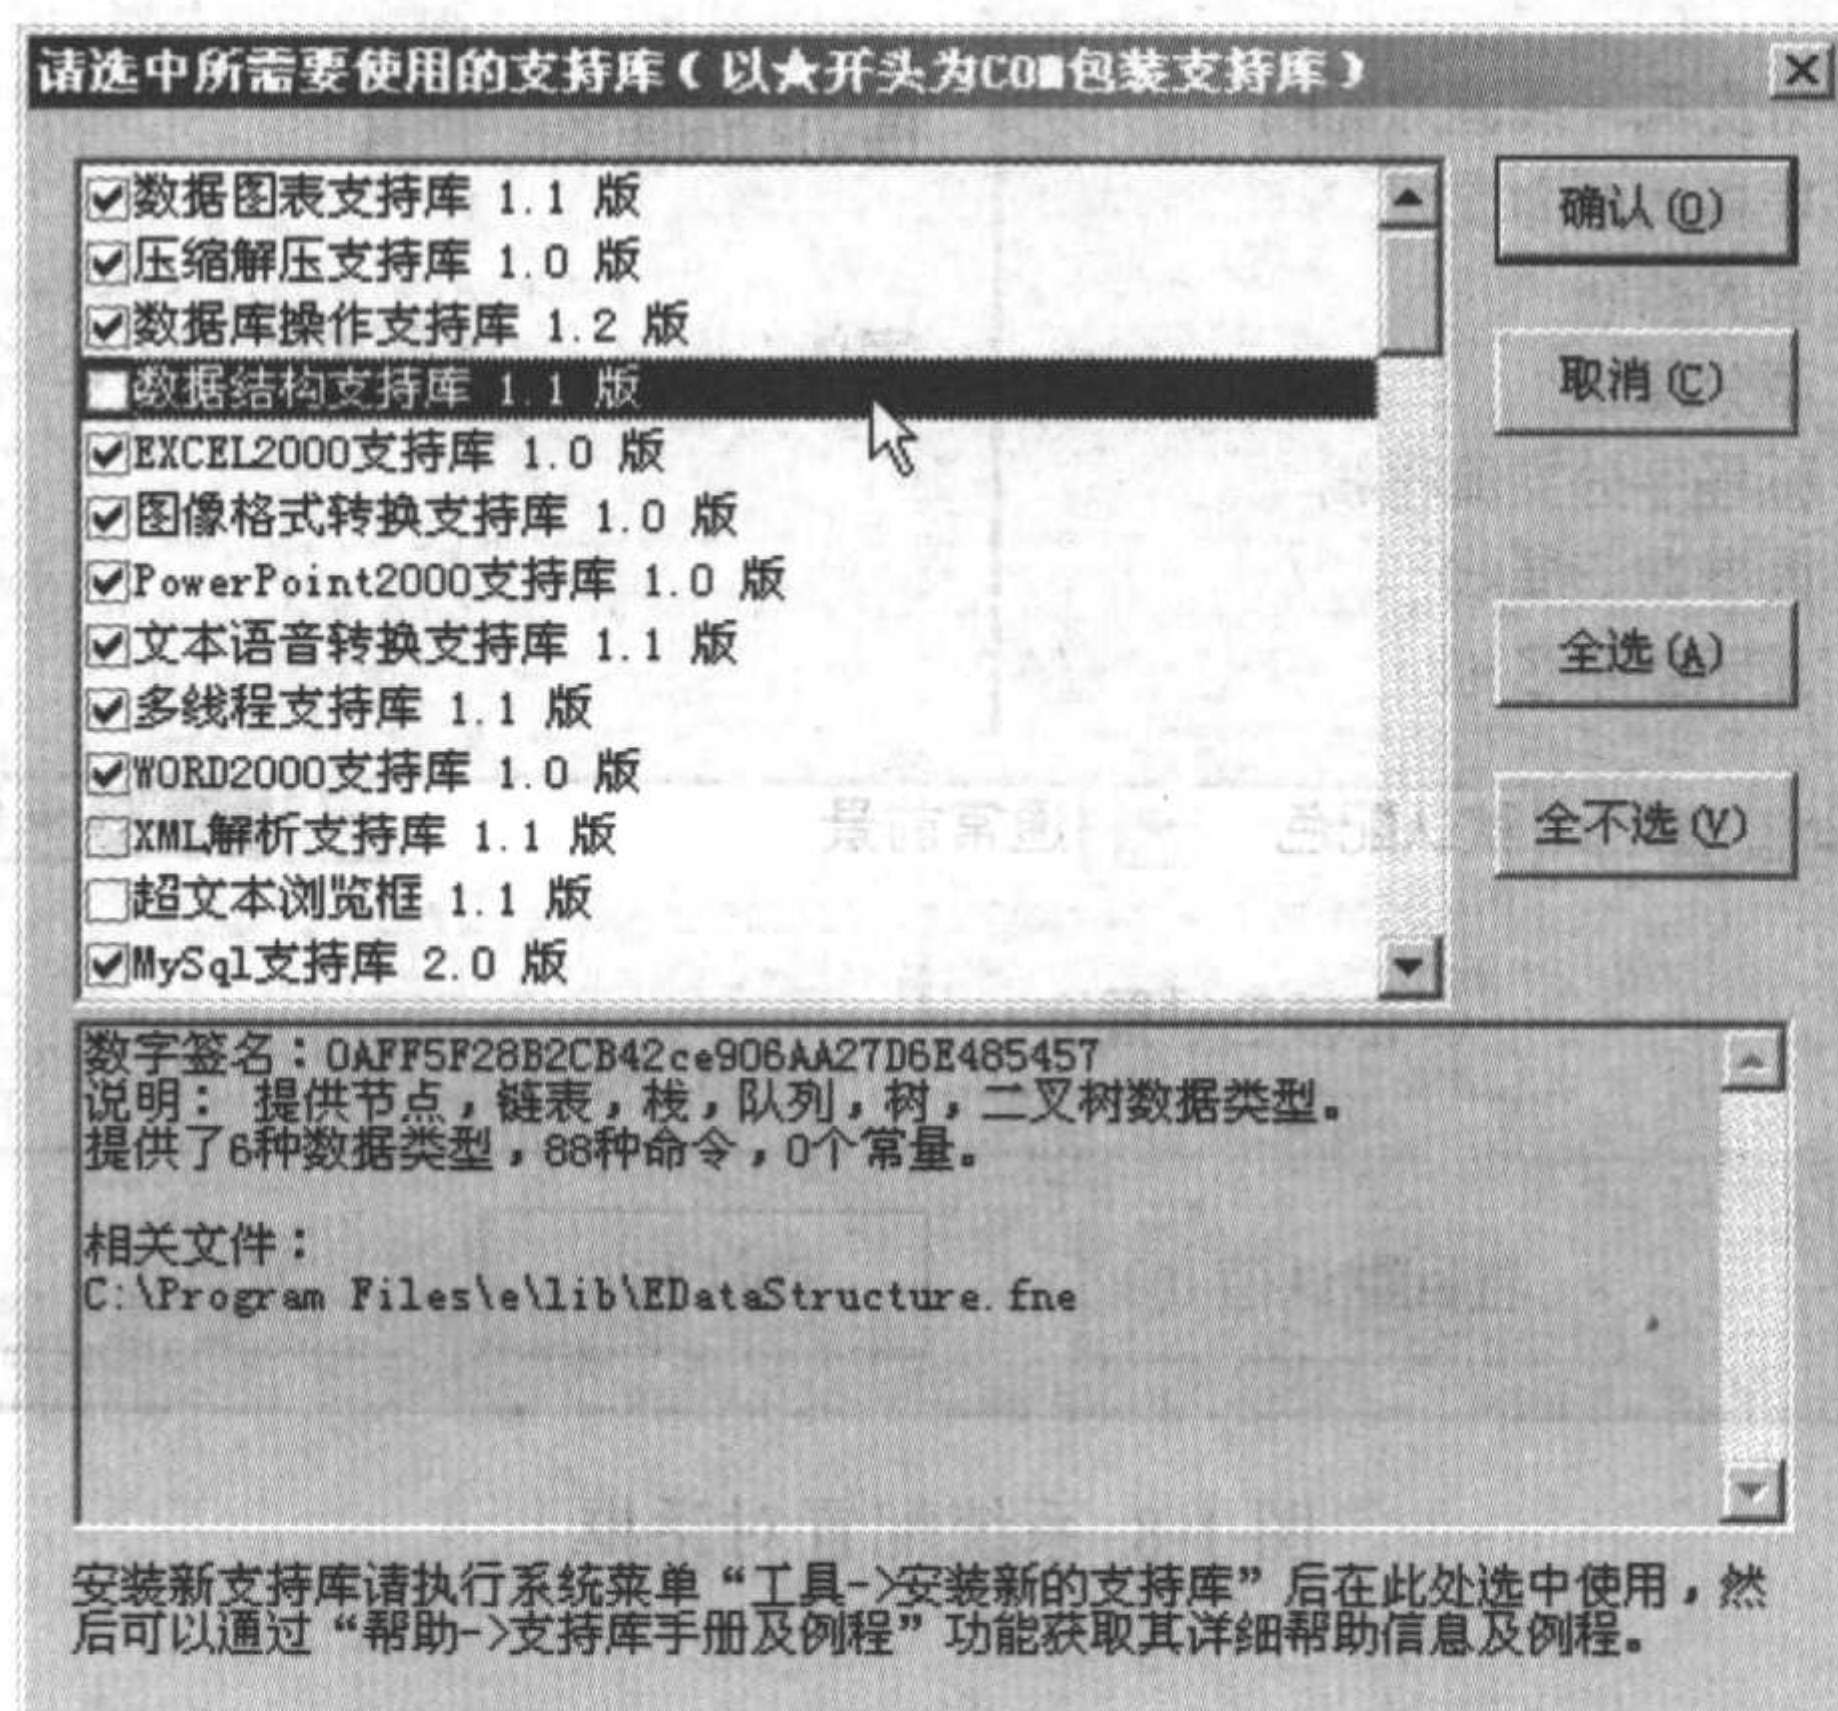 请选中所需要使用的支持库(以★开头为COM包装支持库)
数据图表支持库 1.1 版
压缩解压支持库 1.0 版
数据库操作支持库 1.2 版
数据结构支持库 1.1 版
EXCEL2000支持库 1.0 版
图像格式转换支持库 1.0 版
PowerPoint2000支持库 1.0 版
文本语音转换支持库 1.1 版
多线程支持库 1.1 版
WORD2000支持库 1.0 版
XML解析支持库 1.1 版
超文本浏览框 1.1 版
MySql支持库 2.0 版
确认(O)
取消(C)
全选(A)
全不选(V)
数字签名:0AFF5F28B2CB42ce906AA27D6E485457
说明: 提供节点,链表,栈,队列,树,二叉树数据类型。
提供了6种数据类型,88种命令,0个常量。
相关文件:
C:\Program Files\e\lib\EDataStructure.fne
安装新支持库请执行系统菜单“工具->安装新的支持库”后在此处选中使用,然
后可以通过“帮助->支持库手册及例程”功能获取其详细帮助信息及例程。